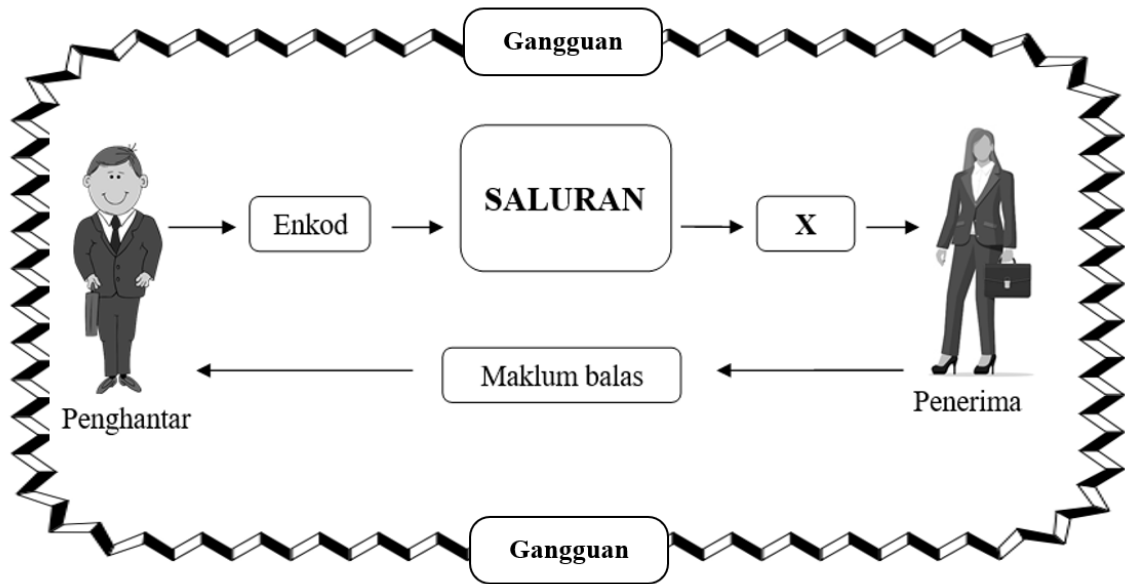 Gangguan
Enkod
SALURAN
X
Maklum balas
Penghantar
Penerima
Gangguan